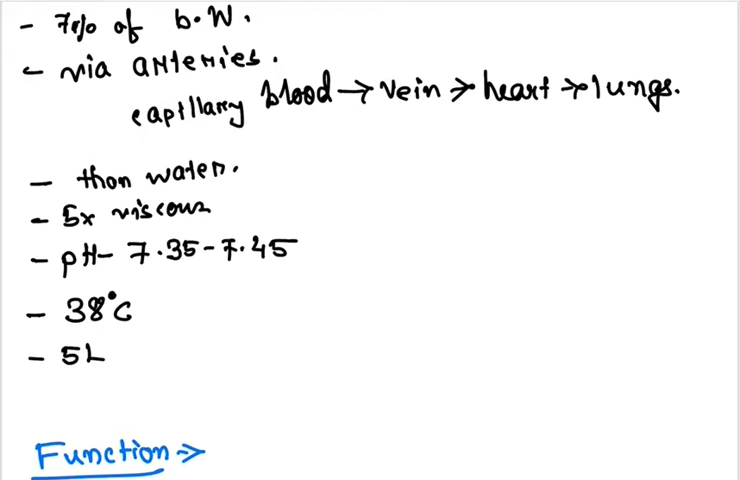 - 7% of b.W.
- via arteries.
capillary blood → vein → heart → lungs.
- than water.
- 5x viscous
- pH- 7.35-7.45
- 38°C
- 5L
Function →